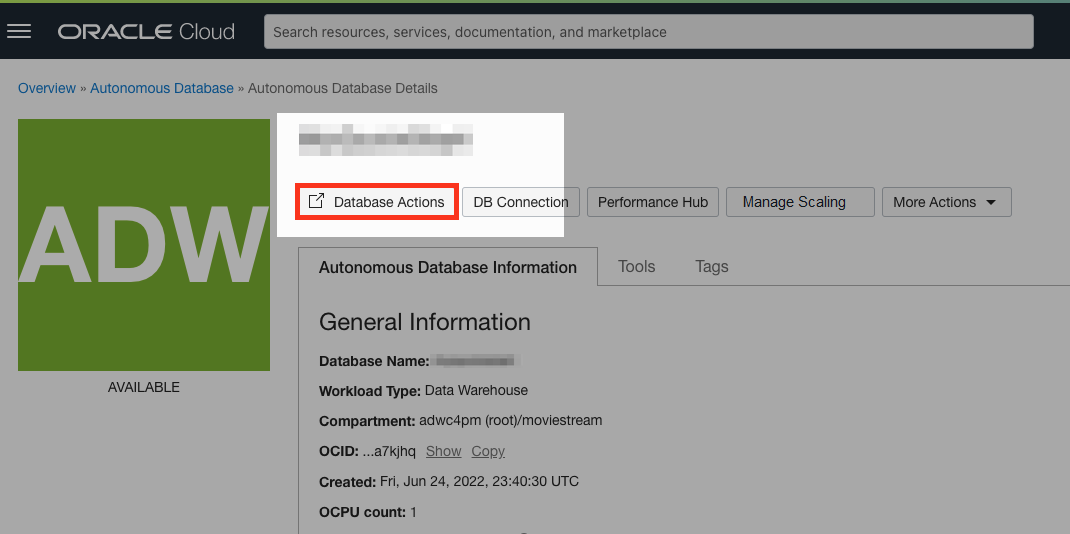 ORACLE Cloud
Search resources, services, documentation, and marketplace
Overview » Autonomous Database » Autonomous Database Details
ADW
AVAILABLE
Database Actions
DB Connection
Performance Hub
Manage Scaling
More Actions
Autonomous Database Information
Tools
Tags
General Information
Database Name:
Workload Type: Data Warehouse
Compartment: adwc4pm (root)/moviestream
OCID: ...a7kjhq Show Copy
Created: Fri, Jun 24, 2022, 23:40:30 UTC
OCPU count: 1